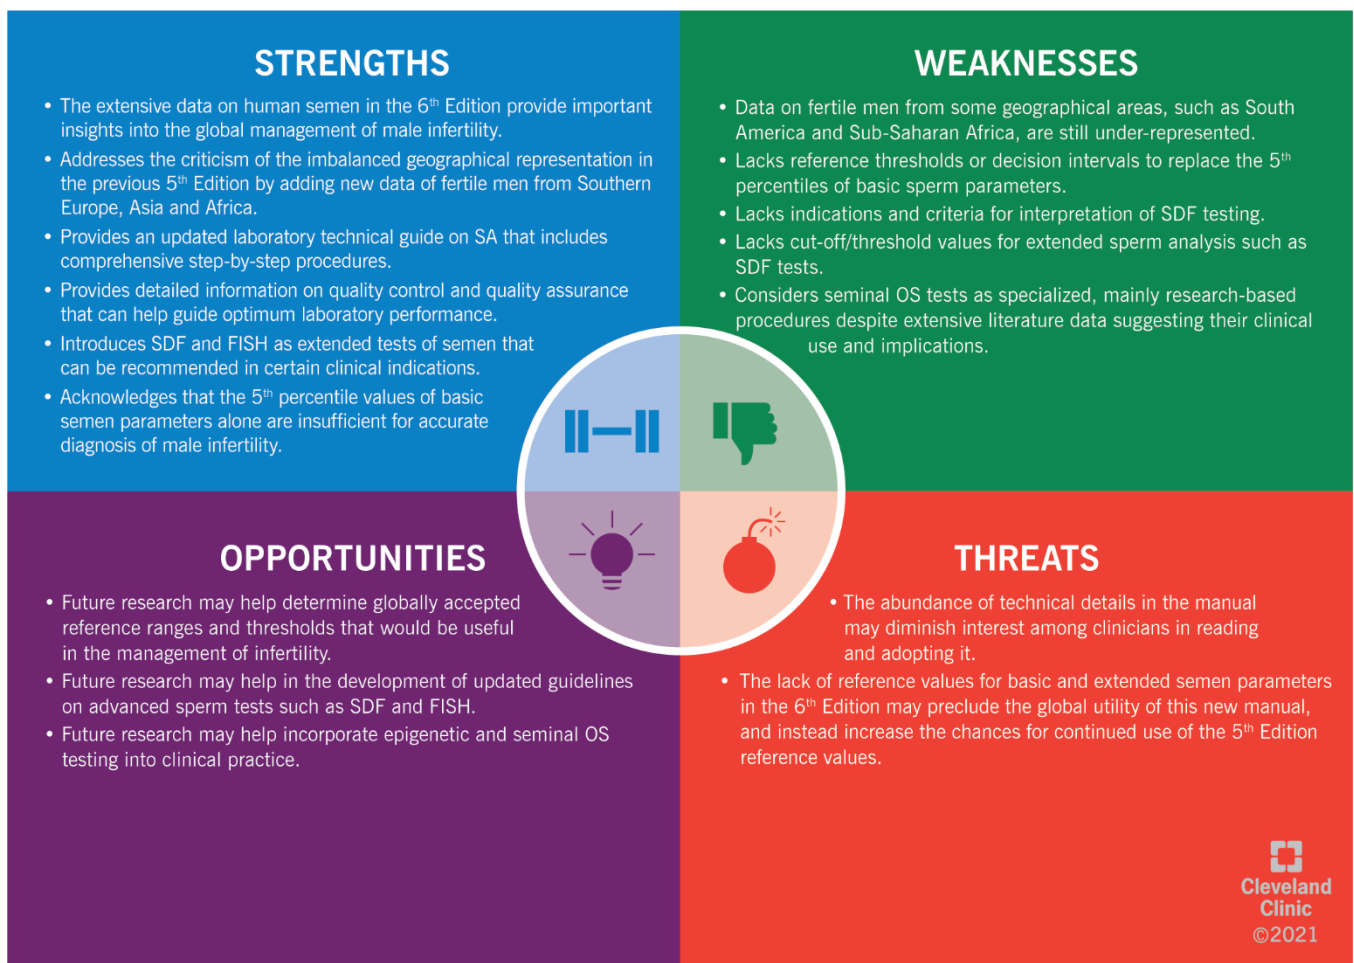 STRENGTHS
• The extensive data on human semen in the 6th Edition provide important
insights into the global management of male infertility.
• Addresses the criticism of the imbalanced geographical representation in
the previous 5th Edition by adding new data of fertile men from Southern
Europe, Asia and Africa.
• Provides an updated laboratory technical guide on SA that includes
comprehensive step-by-step procedures.
• Provides detailed information on quality control and quality assurance
that can help guide optimum laboratory performance.
• Introduces SDF and FISH as extended tests of semen that
can be recommended in certain clinical indications.
• Acknowledges that the 5th percentile values of basic
semen parameters alone are insufficient for accurate
diagnosis of male infertility.
WEAKNESSES
• Data on fertile men from some geographical areas, such as South
America and Sub-Saharan Africa, are still under-represented.
• Lacks reference thresholds or decision intervals to replace the 5th
percentiles of basic sperm parameters.
• Lacks indications and criteria for interpretation of SDF testing.
• Lacks cut-off/threshold values for extended sperm analysis such as
SDF tests.
• Considers seminal OS tests as specialized, mainly research-based
procedures despite extensive literature data suggesting their clinical
use and implications.
OPPORTUNITIES
• Future research may help determine globally accepted
reference ranges and thresholds that would be useful
in the management of infertility.
• Future research may help in the development of updated guidelines
on advanced sperm tests such as SDF and FISH.
• Future research may help incorporate epigenetic and seminal OS
testing into clinical practice.
THREATS
• The abundance of technical details in the manual
may diminish interest among clinicians in reading
and adopting it.
• The lack of reference values for basic and extended semen parameters
in the 6th Edition may preclude the global utility of this new manual,
and instead increase the chances for continued use of the 5th Edition
reference values.
Cleveland
Clinic
©2021